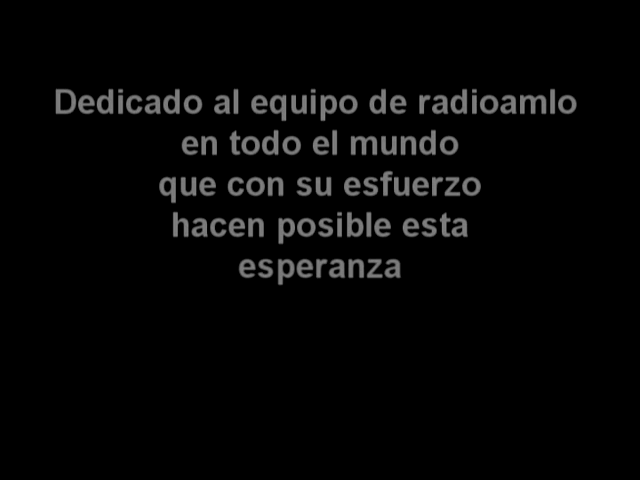 Dedicado al equipo de radioamlo
en todo el mundo
que con su esfuerzo
hacen posible esta
esperanza